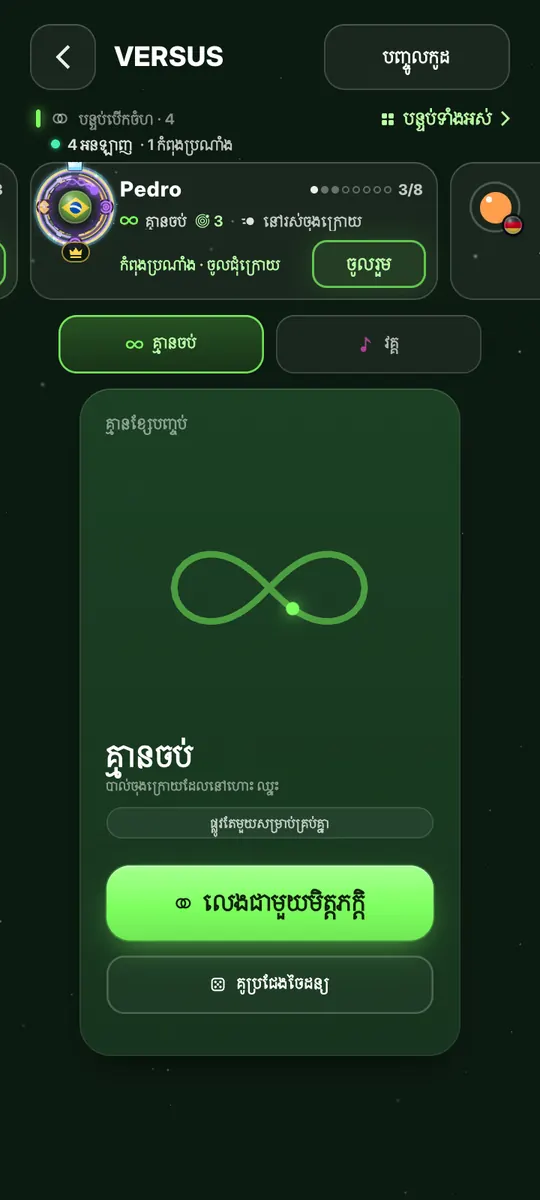 VERSUS
បញ្ចូលកូដ
បន្ទប់បើកចំហ · 4
បន្ទប់ទាំងអស់
4 អនឡាញ · 1 កំពុងប្រណាំង
Pedro
3/8
គ្មានចប់ 3 · នៅរស់ចុងក្រោយ
កំពុងប្រណាំង · ចូលជុំក្រោយ
ចូលរួម
គ្មានចប់
វគ្គ
គ្មានខ្សែបញ្ចប់
គ្មានចប់
បាល់ចុងក្រោយដែលនៅហោះ ឈ្នះ
ផ្លូវតែមួយសម្រាប់គ្រប់គ្នា
លេងជាមួយមិត្តភក្តិ
គូប្រជែងចៃដន្យ